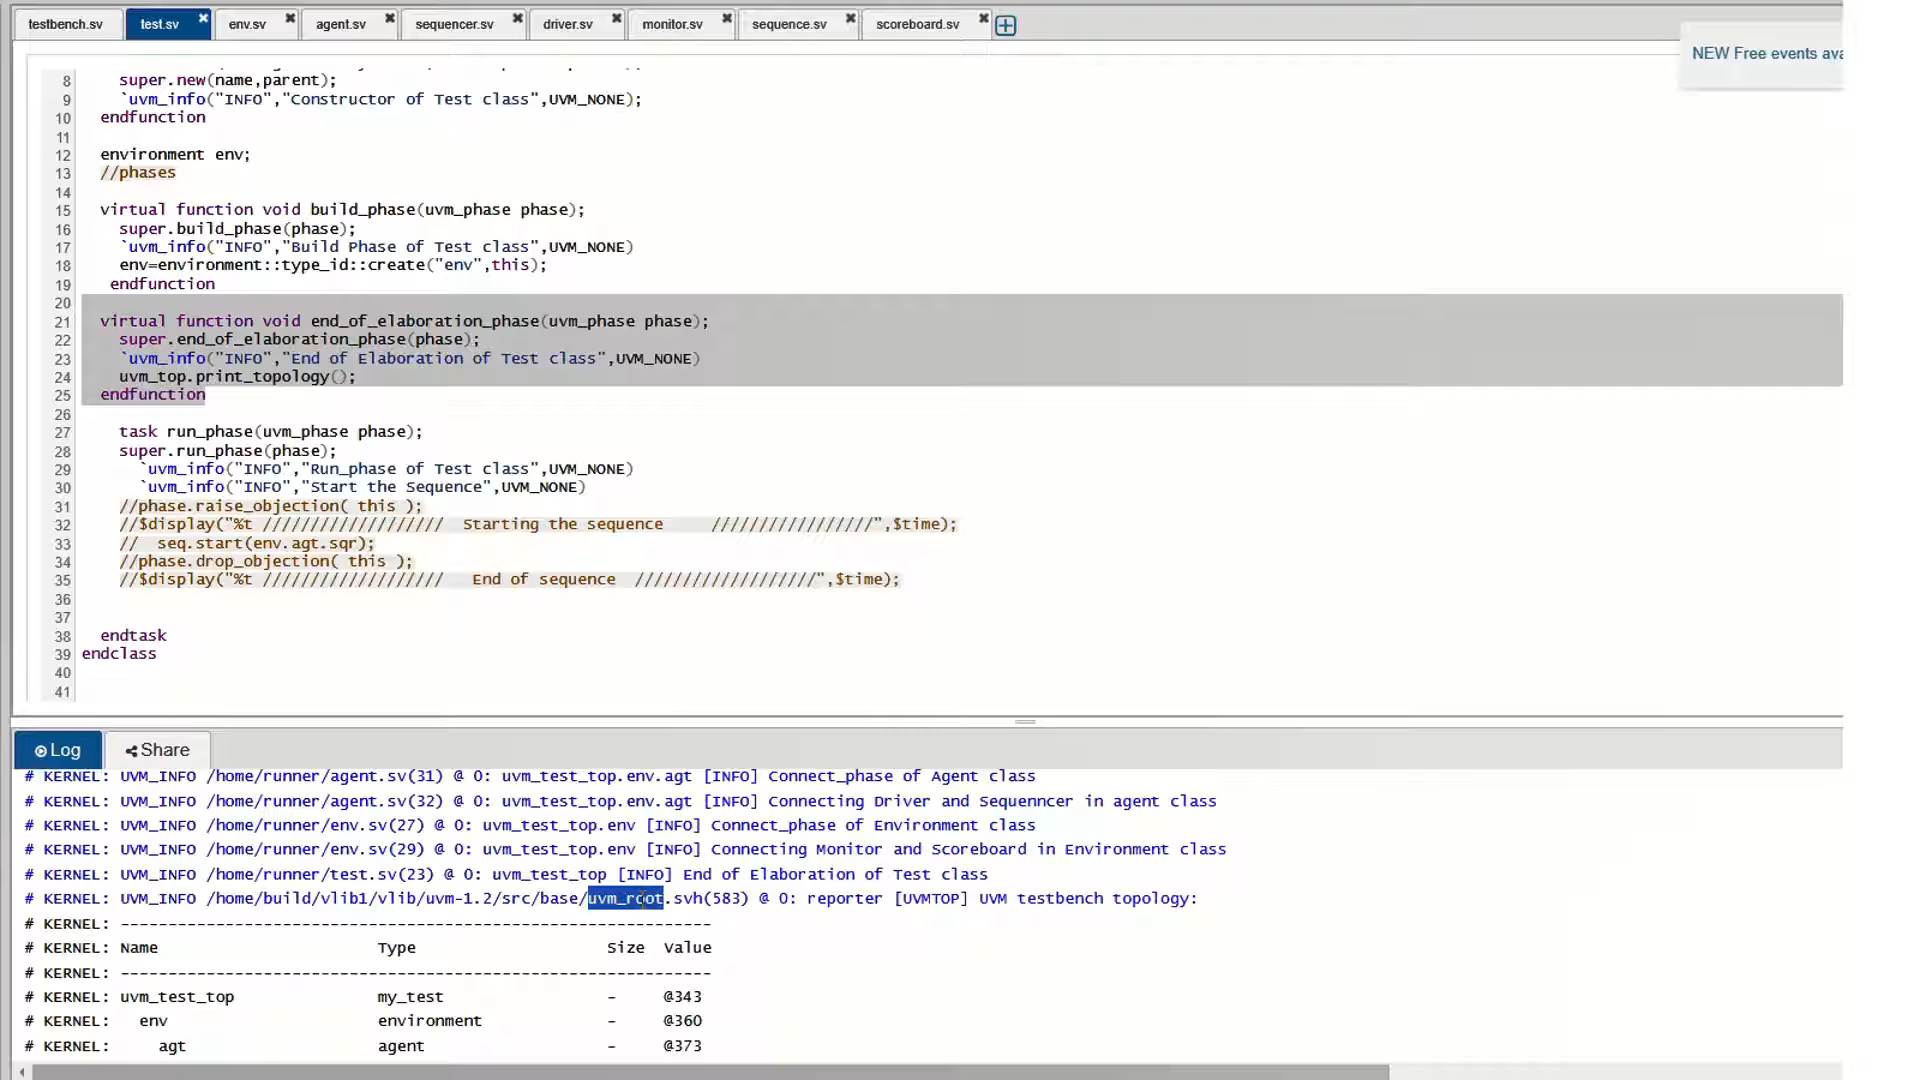 testbench.sv test.sv env.sv agent.sv sequencer.sv driver.sv monitor.sv sequence.sv scoreboard.sv
NEW Free events ava
8 super.new(name,parent);
9 `uvm_info("INFO","Constructor of Test class",UVM_NONE);
10 endfunction
11
12 environment env;
13 //phases
14
15 virtual function void build_phase(uvm_phase phase);
16 super.build_phase(phase);
17 `uvm_info("INFO","Build Phase of Test class",UVM_NONE)
18 env=environment::type_id::create("env",this);
19 endfunction
20
21 virtual function void end_of_elaboration_phase(uvm_phase phase);
22 super.end_of_elaboration_phase(phase);
23 `uvm_info("INFO","End of Elaboration of Test class",UVM_NONE)
24 uvm_top.print_topology();
25 endfunction
26
27 task run_phase(uvm_phase phase);
28 super.run_phase(phase);
29 `uvm_info("INFO","Run_phase of Test class",UVM_NONE)
30 `uvm_info("INFO","Start the Sequence",UVM_NONE)
31 //phase.raise_objection( this );
32 //$display("%t /////////////////// Starting the sequence /////////////////",$time);
33 // seq.start(env.agt.sqr);
34 //phase.drop_objection( this );
35 //$display("%t /////////////////// End of sequence ///////////////////",$time);
36
37
38 endtask
39 endclass
40
41
Log Share
# KERNEL: UVM_INFO /home/runner/agent.sv(31) @ 0: uvm_test_top.env.agt [INFO] Connect_phase of Agent class
# KERNEL: UVM_INFO /home/runner/agent.sv(32) @ 0: uvm_test_top.env.agt [INFO] Connecting Driver and Sequenncer in agent class
# KERNEL: UVM_INFO /home/runner/env.sv(27) @ 0: uvm_test_top.env [INFO] Connect_phase of Environment class
# KERNEL: UVM_INFO /home/runner/env.sv(29) @ 0: uvm_test_top.env [INFO] Connecting Monitor and Scoreboard in Environment class
# KERNEL: UVM_INFO /home/runner/test.sv(23) @ 0: uvm_test_top [INFO] End of Elaboration of Test class
# KERNEL: UVM_INFO /home/build/vlib1/vlib/uvm-1.2/src/base/uvm_root.svh(583) @ 0: reporter [UVMTOP] UVM testbench topology:
# KERNEL: --------------------------------------------------------------
# KERNEL: Name Type Size Value
# KERNEL: --------------------------------------------------------------
# KERNEL: uvm_test_top my_test - @343
# KERNEL: env environment - @360
# KERNEL: agt agent - @373